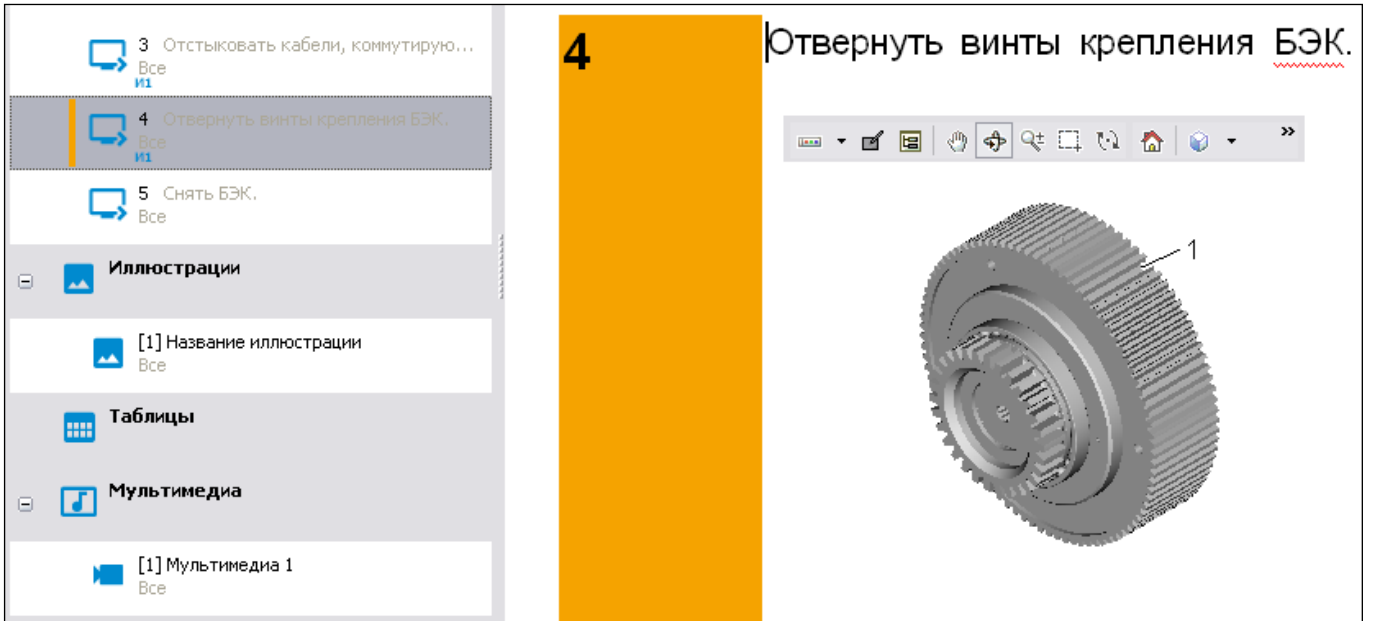 3 Отстыковать кабели, коммутирую...
Все
И1
4 Отвернуть винты крепления БЭК.
Все
И1
5 Снять БЭК.
Все
Иллюстрации
[1] Название иллюстрации
Все
Таблицы
Мультимедиа
[1] Мультимедиа 1
Все
4
Отвернуть винты крепления БЭК.
1